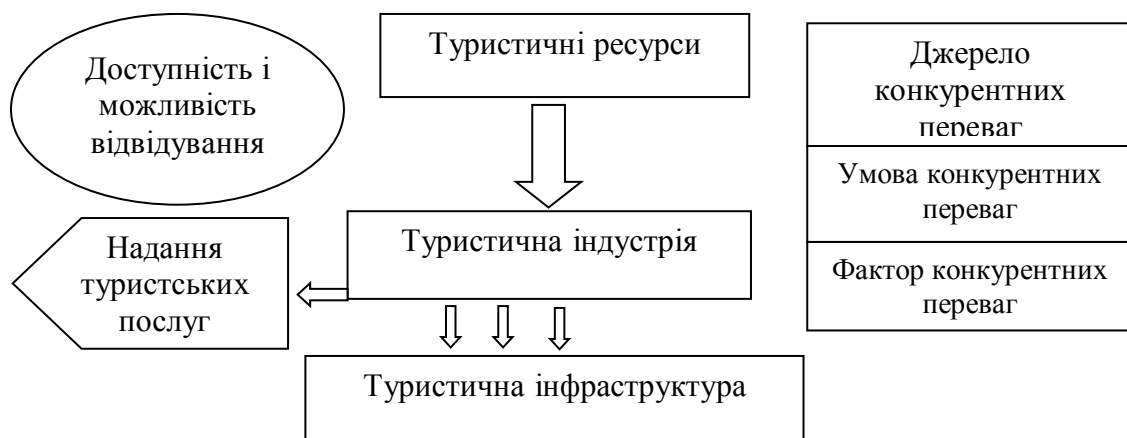 Доступність і
можливість
відвідування
Туристичні ресурси
Джерело
конкурентних
переваг
Умова конкурентних
переваг
Надання
туристських
послуг
Туристична індустрія
Фактор конкурентних
переваг
Туристична інфраструктура